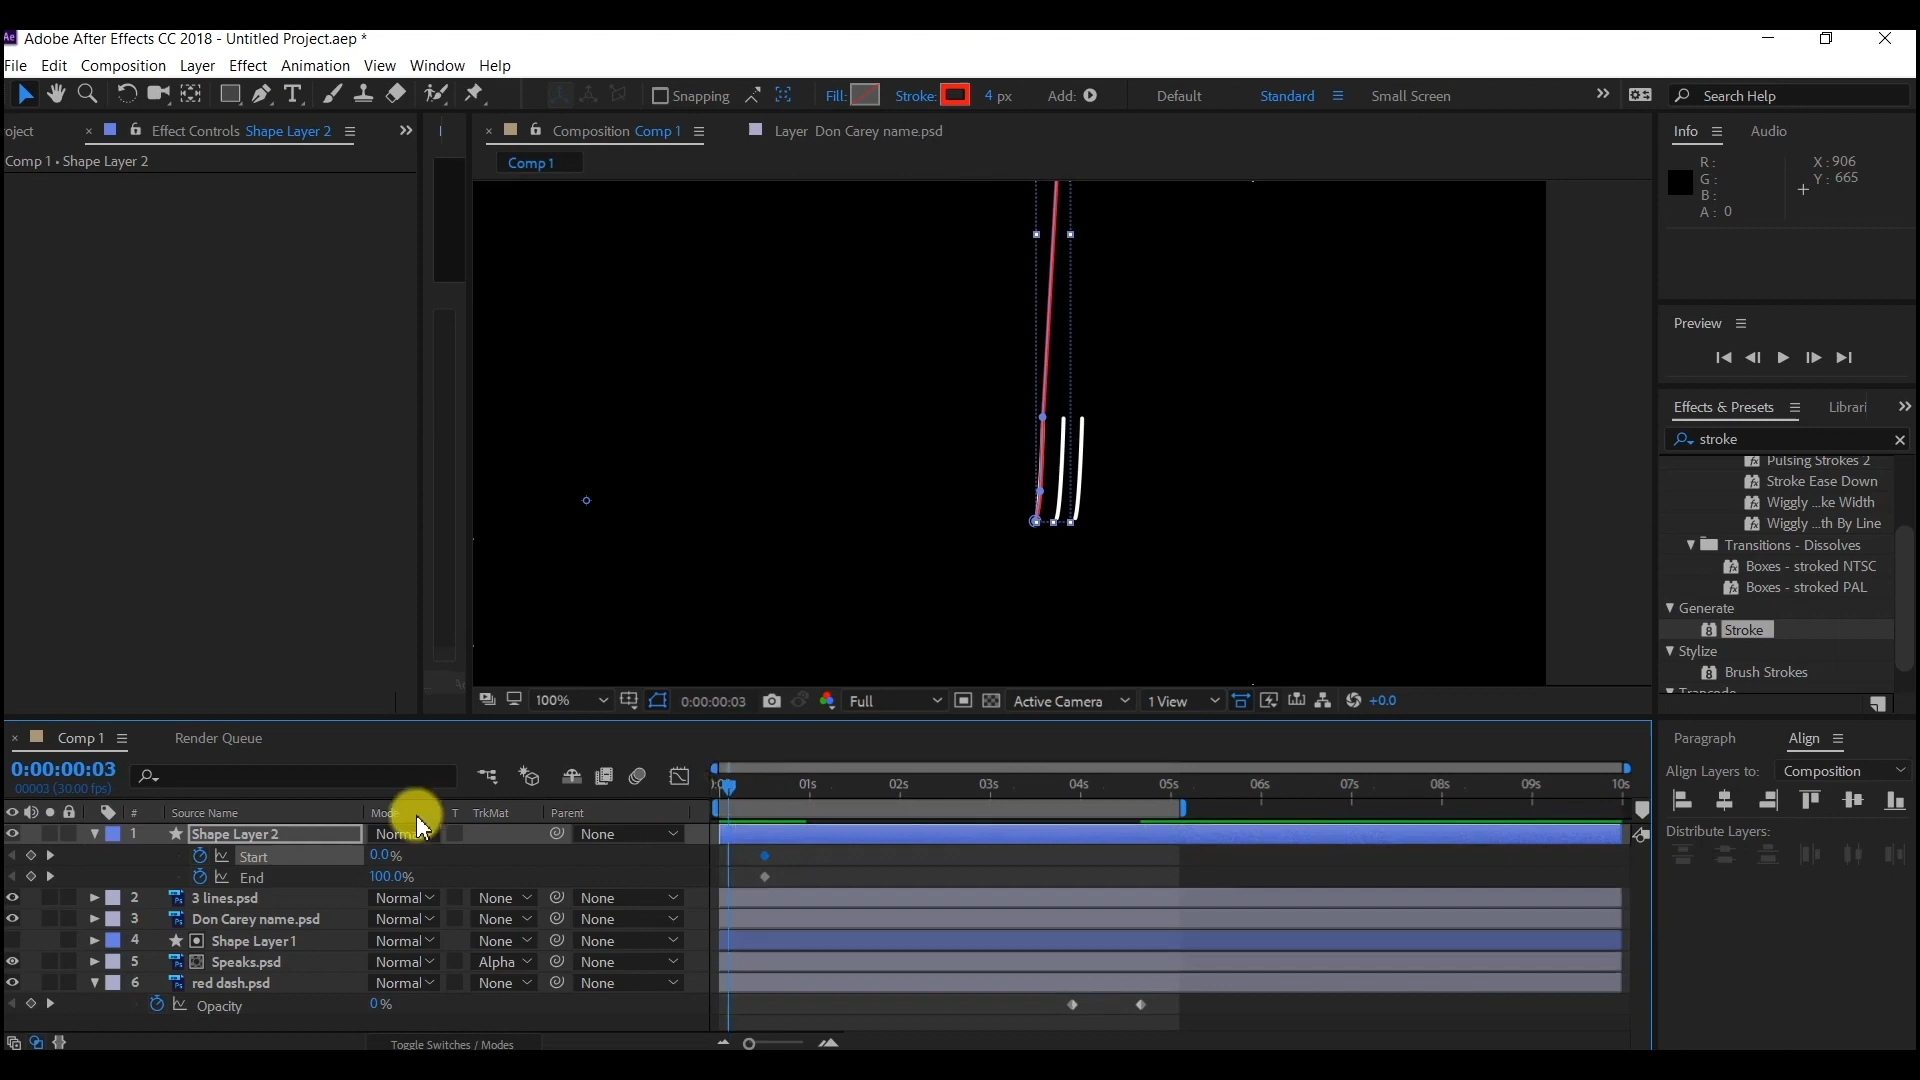 Ae Adobe After Effects CC 2018 - Untitled Project.aep *
File Edit Composition Layer Effect Animation View Window Help
Snapping Fill: Stroke: 4 px Add: Default Standard Small Screen Search Help
oject × Effect Controls Shape Layer 2 × Composition Comp 1 Layer Don Carey name.psd Info Audio
Comp 1 • Shape Layer 2
Comp 1
R: X : 906
G: Y : 665
B:
A: 0
Preview
Effects & Presets Librari
stroke
Pulsing Strokes 2
Stroke Ease Down
Wiggly ...ke Width
Wiggly ...th By Line
Transitions - Dissolves
Boxes - stroked NTSC
Boxes - stroked PAL
Generate
Stroke
Stylize
Brush Strokes
100% 0:00:00:03 Full Active Camera 1 View +0.0
× Comp 1 Render Queue
Paragraph Align
0:00:00:03
00003 (30.00 fps)
Align Layers to: Composition
01s 02s 03s 04s 05s 06s 07s 08s 09s 10s
# Source Name Mode T TrkMat Parent
Distribute Layers:
1 Shape Layer 2 None
Start 0.0%
End 100.0%
2 3 lines.psd Normal None None
3 Don Carey name.psd Normal None None
4 Shape Layer 1 Normal None None
5 Speaks.psd Normal Alpha None
6 red dash.psd Normal None None
Opacity 0%
Toggle Switches / Modes